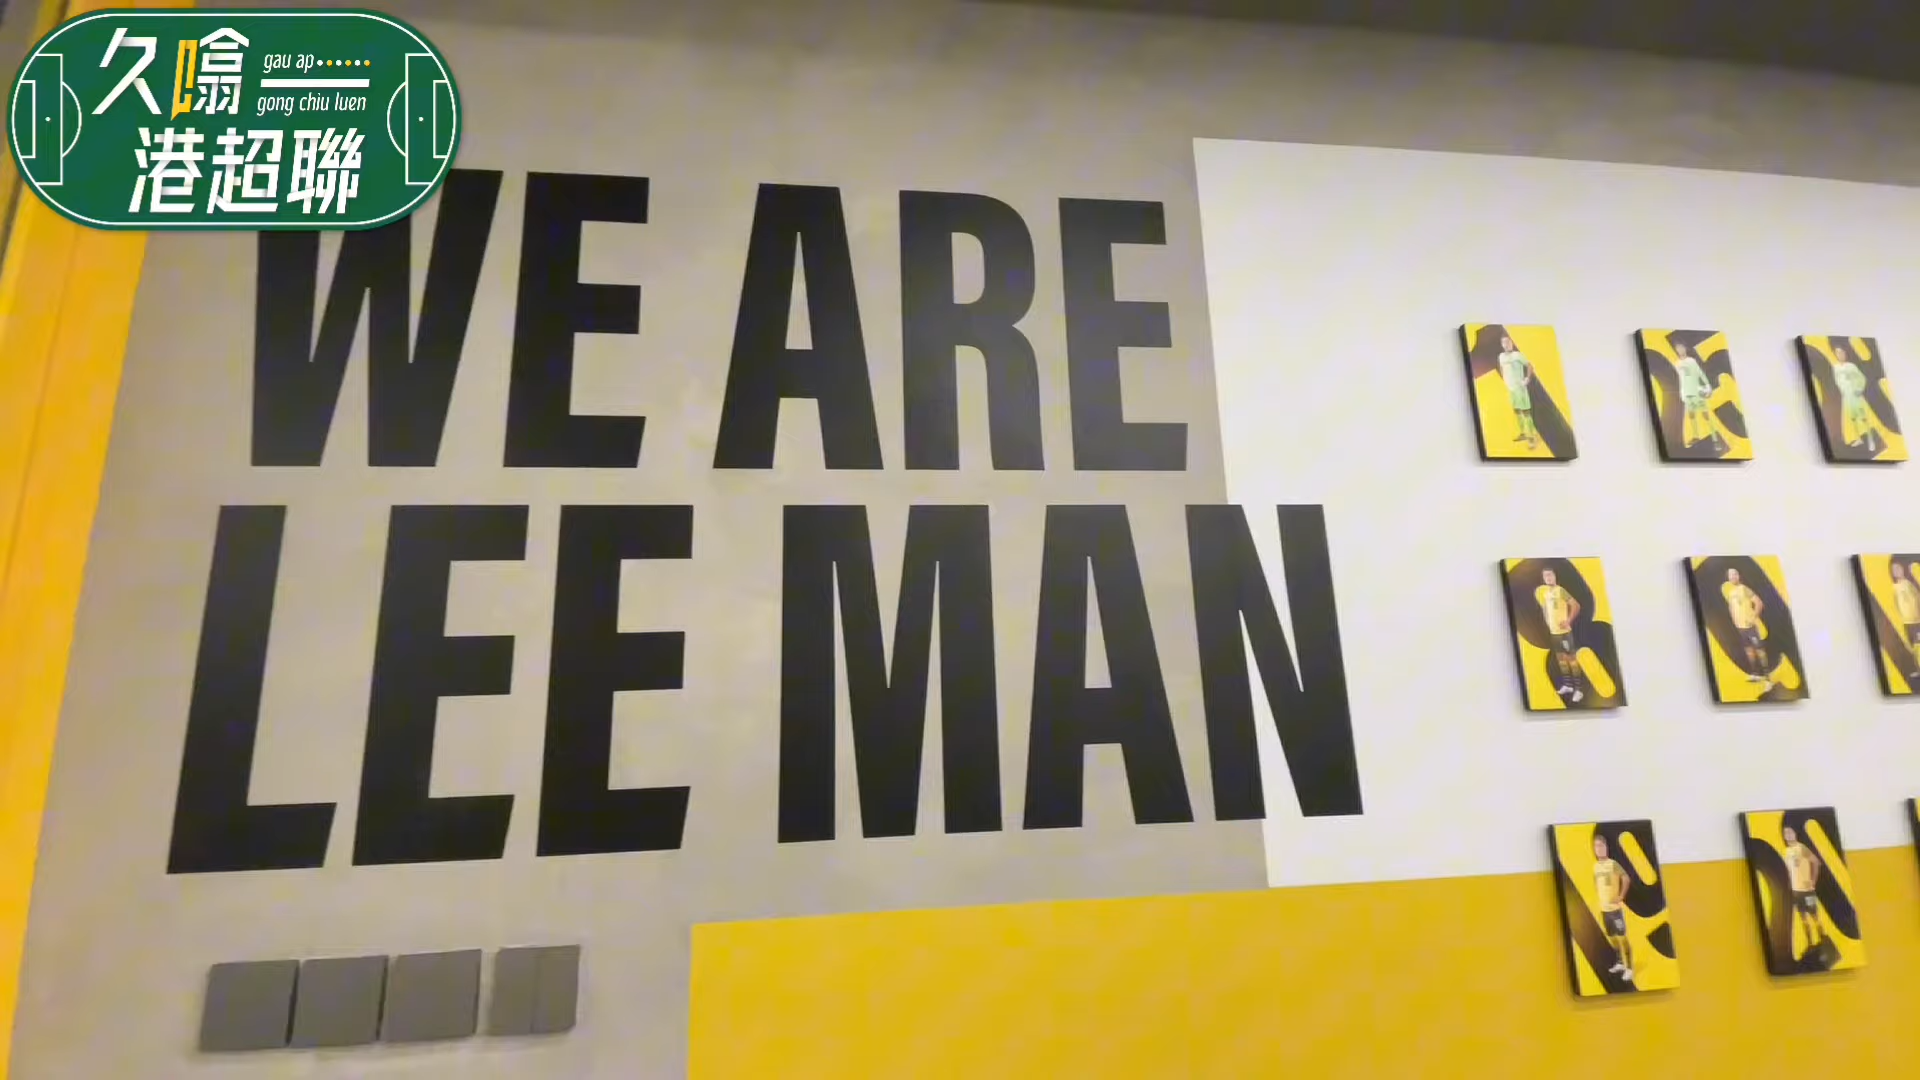 久噏
gau ap......
gong chiu luen
港超聯
WE ARE
LEE MAN